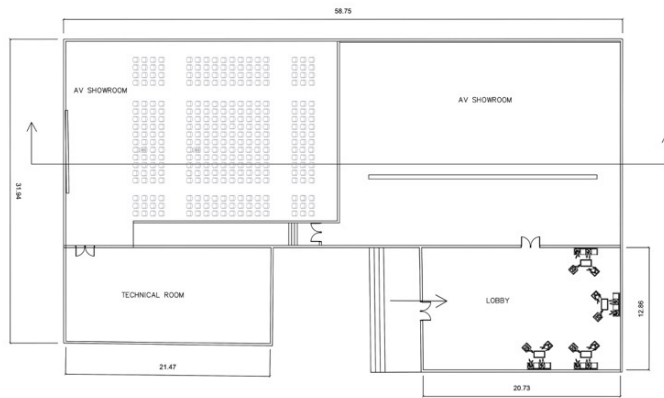 58.75
AV SHOWROOM
AV SHOWROOM
31.94
TECHNICAL ROOM
LOBBY
12.86
21.47
20.73